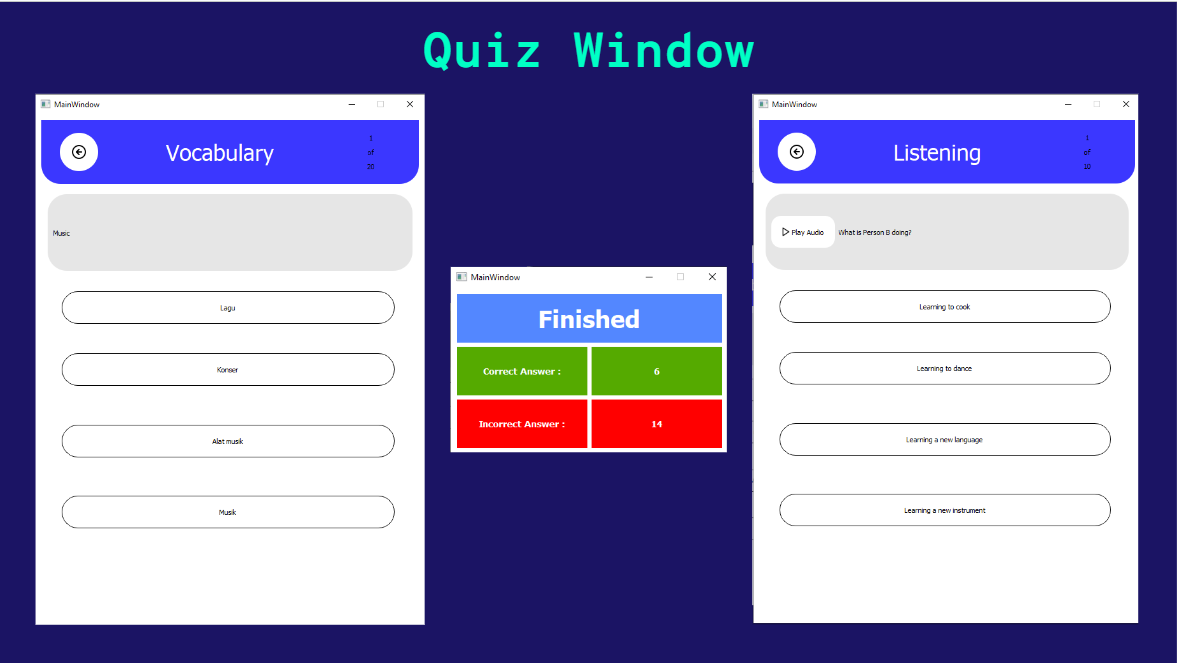 Quiz Window
MainWindow
Vocabulary
1
of
20
Music
Lagu
Konser
Alat musik
Musik
MainWindow
Finished
Correct Answer :
6
Incorrect Answer :
14
MainWindow
Listening
1
of
10
Play Audio
What is Person B doing?
Learning to cook
Learning to dance
Learning a new language
Learning a new instrument